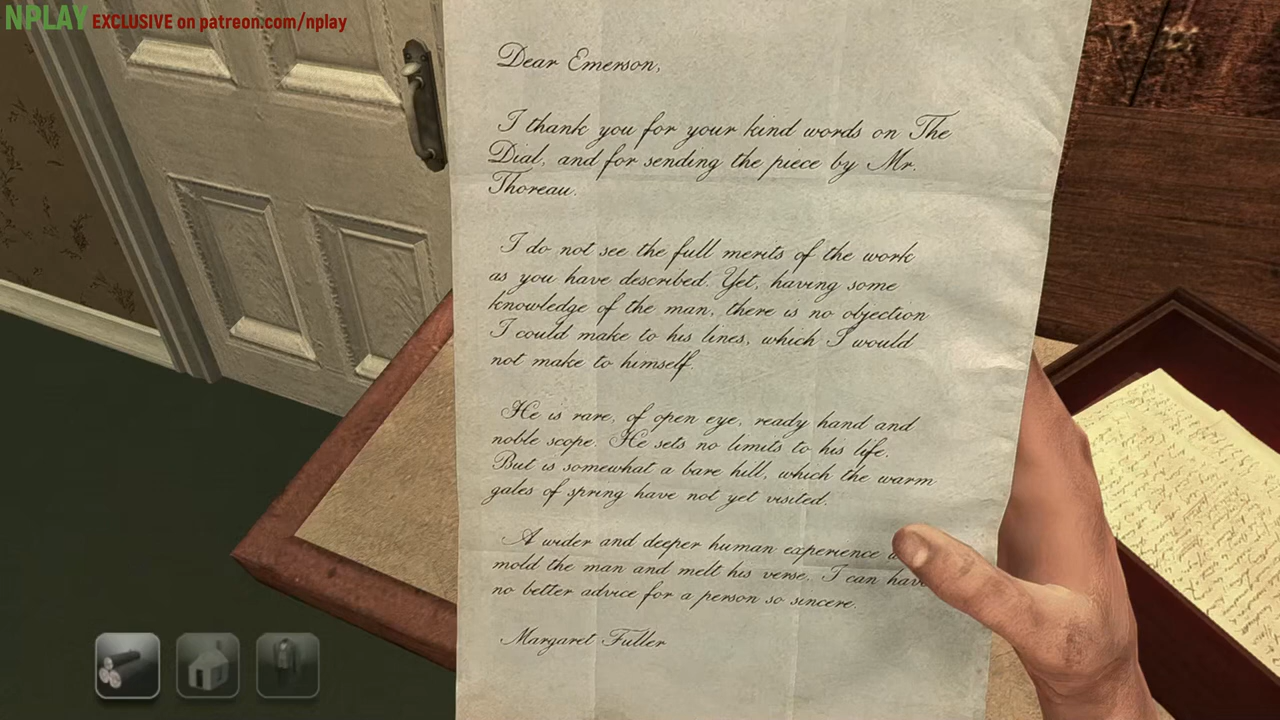 NPLAY EXCLUSIVE on patreon.com/nplay
Dear Emerson,
I thank you for your kind words on The
Dial, and for sending the piece by Mr.
Thoreau.
I do not see the full merits of the work
as you have described. Yet, having some
knowledge of the man, there is no objection
I could make to his lines, which I would
not make to himself.
He is rare, of open eye, ready hand and
noble scope. He sets no limits to his life.
But is somewhat a bare hill, which the warm
gales of spring have not yet visited.
A wider and deeper human experience
mold the man and melt his verse. I can have
no better advice for a person so sincere.
Margaret Fuller